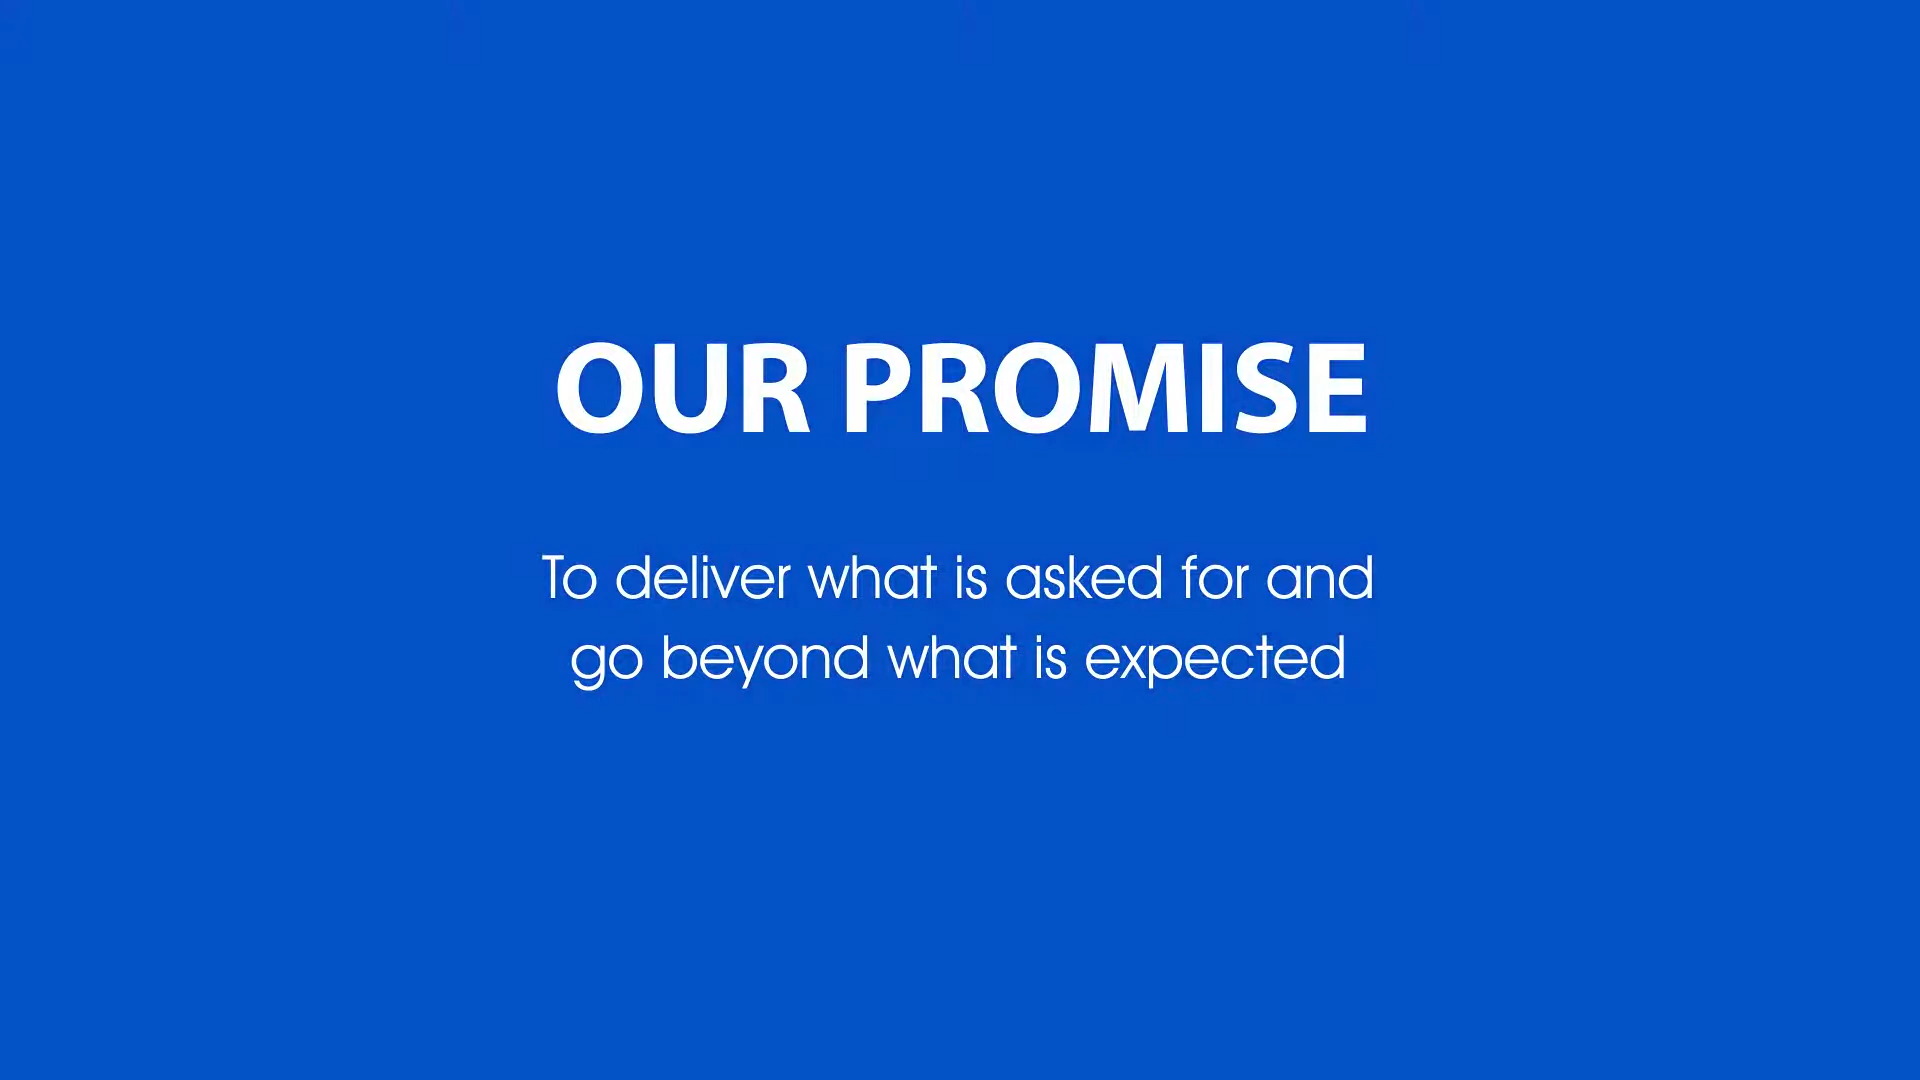 OUR PROMISE
To deliver what is asked for and
go beyond what is expected